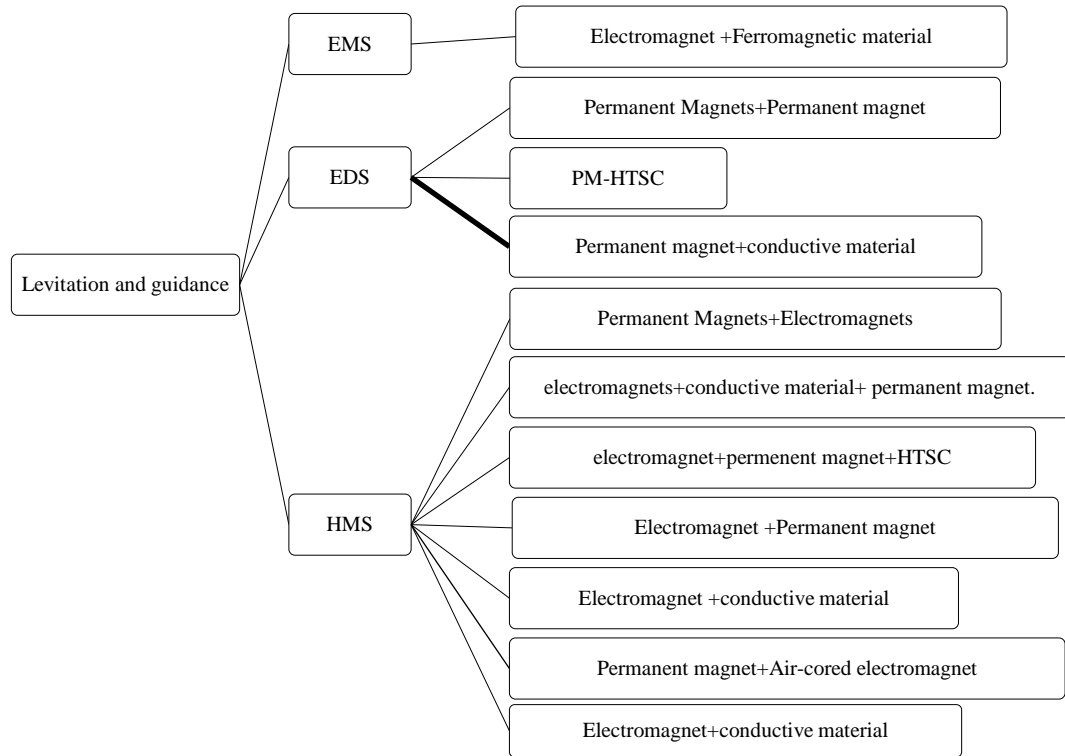 Levitation and guidance
EMS
Electromagnet +Ferromagnetic material
EDS
Permanent Magnets+Permanent magnet
PM-HTSC
Permanent magnet+conductive material
HMS
Permanent Magnets+Electromagnets
electromagnets+conductive material+ permanent magnet.
electromagnet+permenent magnet+HTSC
Electromagnet +Permanent magnet
Electromagnet +conductive material
Permanent magnet+Air-cored electromagnet
Electromagnet+conductive material